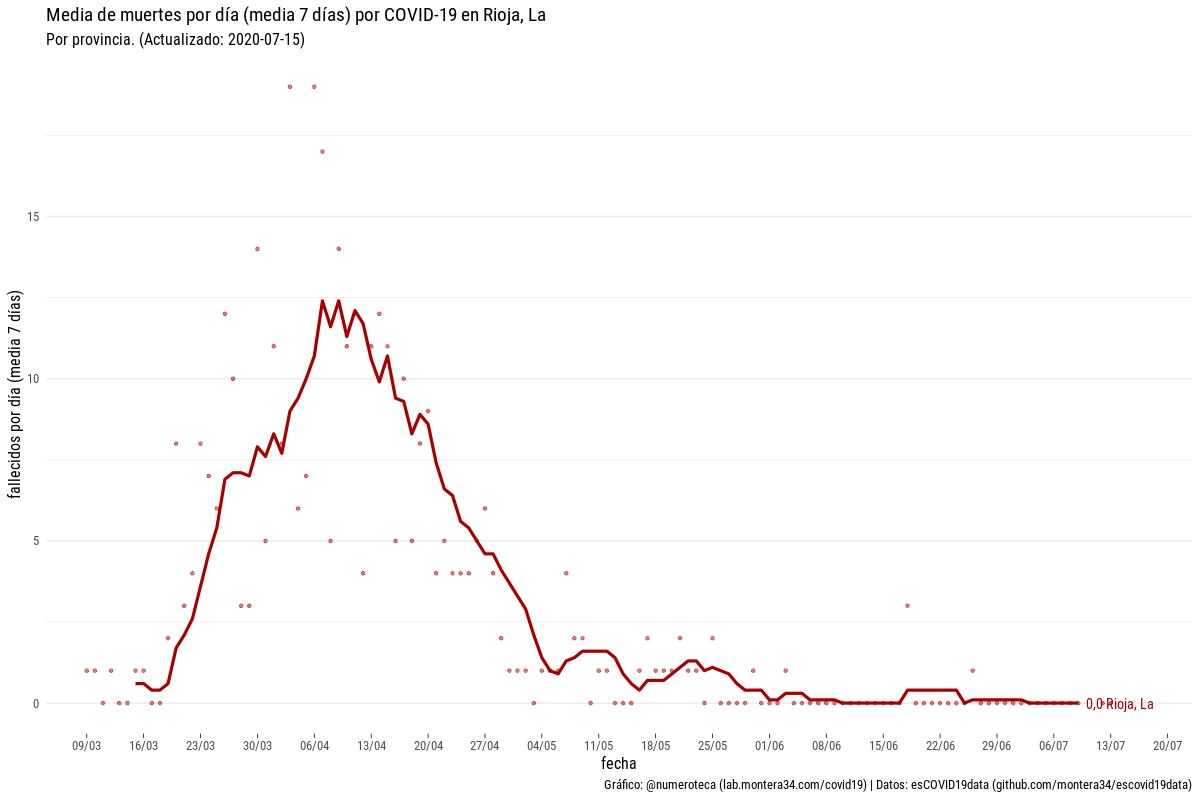 Media de muertes por día (media 7 días) por COVID-19 en Rioja, La
Por provincia. (Actualizado: 2020-07-15)
fallecidos por día (media 7 días)
15
10
5
0
0,0 Rioja, La
09/03 16/03 23/03 30/03 06/04 13/04 20/04 27/04 04/05 11/05 18/05 25/05 01/06 08/06 15/06 22/06 29/06 06/07 13/07 20/07
fecha
Gráfico: @numeroteca (lab.montera34.com/covid19) | Datos: esCOVID19data (github.com/montera34/escovid19data)